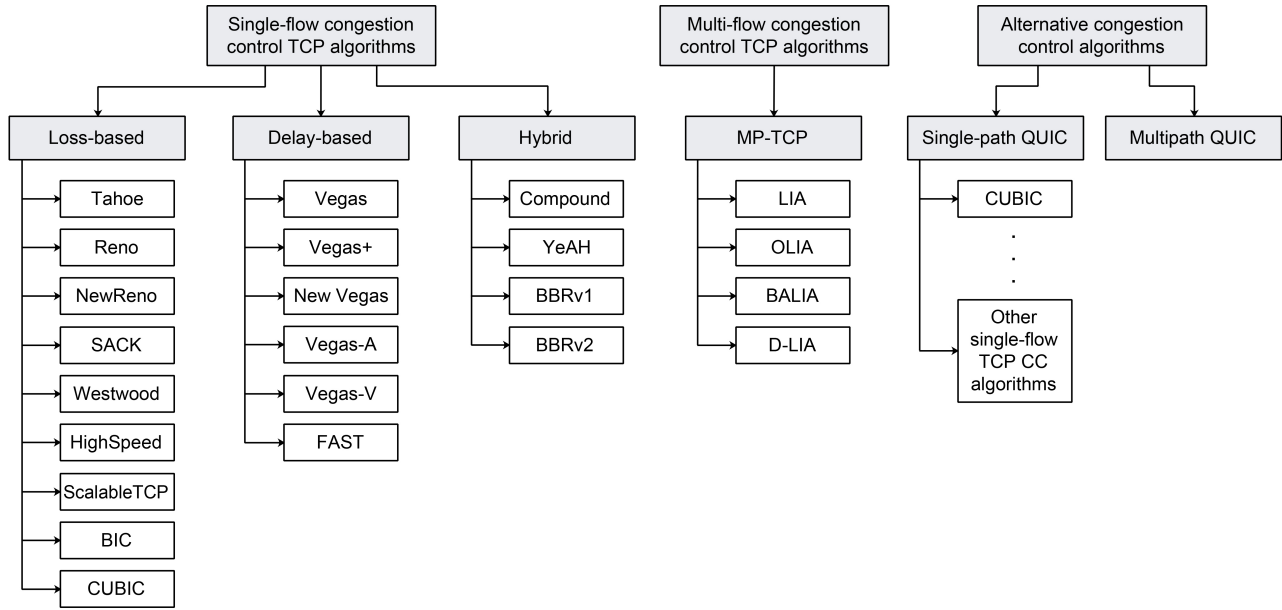 Single-flow congestion
control TCP algorithms
Multi-flow congestion
control TCP algorithms
Alternative congestion
control algorithms
Loss-based
Delay-based
Hybrid
MP-TCP
Single-path QUIC
Multipath QUIC
Tahoe
Reno
NewReno
SACK
Westwood
HighSpeed
ScalableTCP
BIC
CUBIC
Vegas
Vegas+
New Vegas
Vegas-A
Vegas-V
FAST
Compound
YeAH
BBRv1
BBRv2
LIA
OLIA
BALIA
D-LIA
CUBIC
.
.
.
Other
single-flow
TCP CC
algorithms